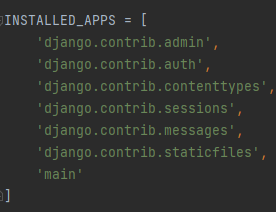 INSTALLED_APPS = [
    'django.contrib.admin',
    'django.contrib.auth',
    'django.contrib.contenttypes',
    'django.contrib.sessions',
    'django.contrib.messages',
    'django.contrib.staticfiles',
    'main'
]